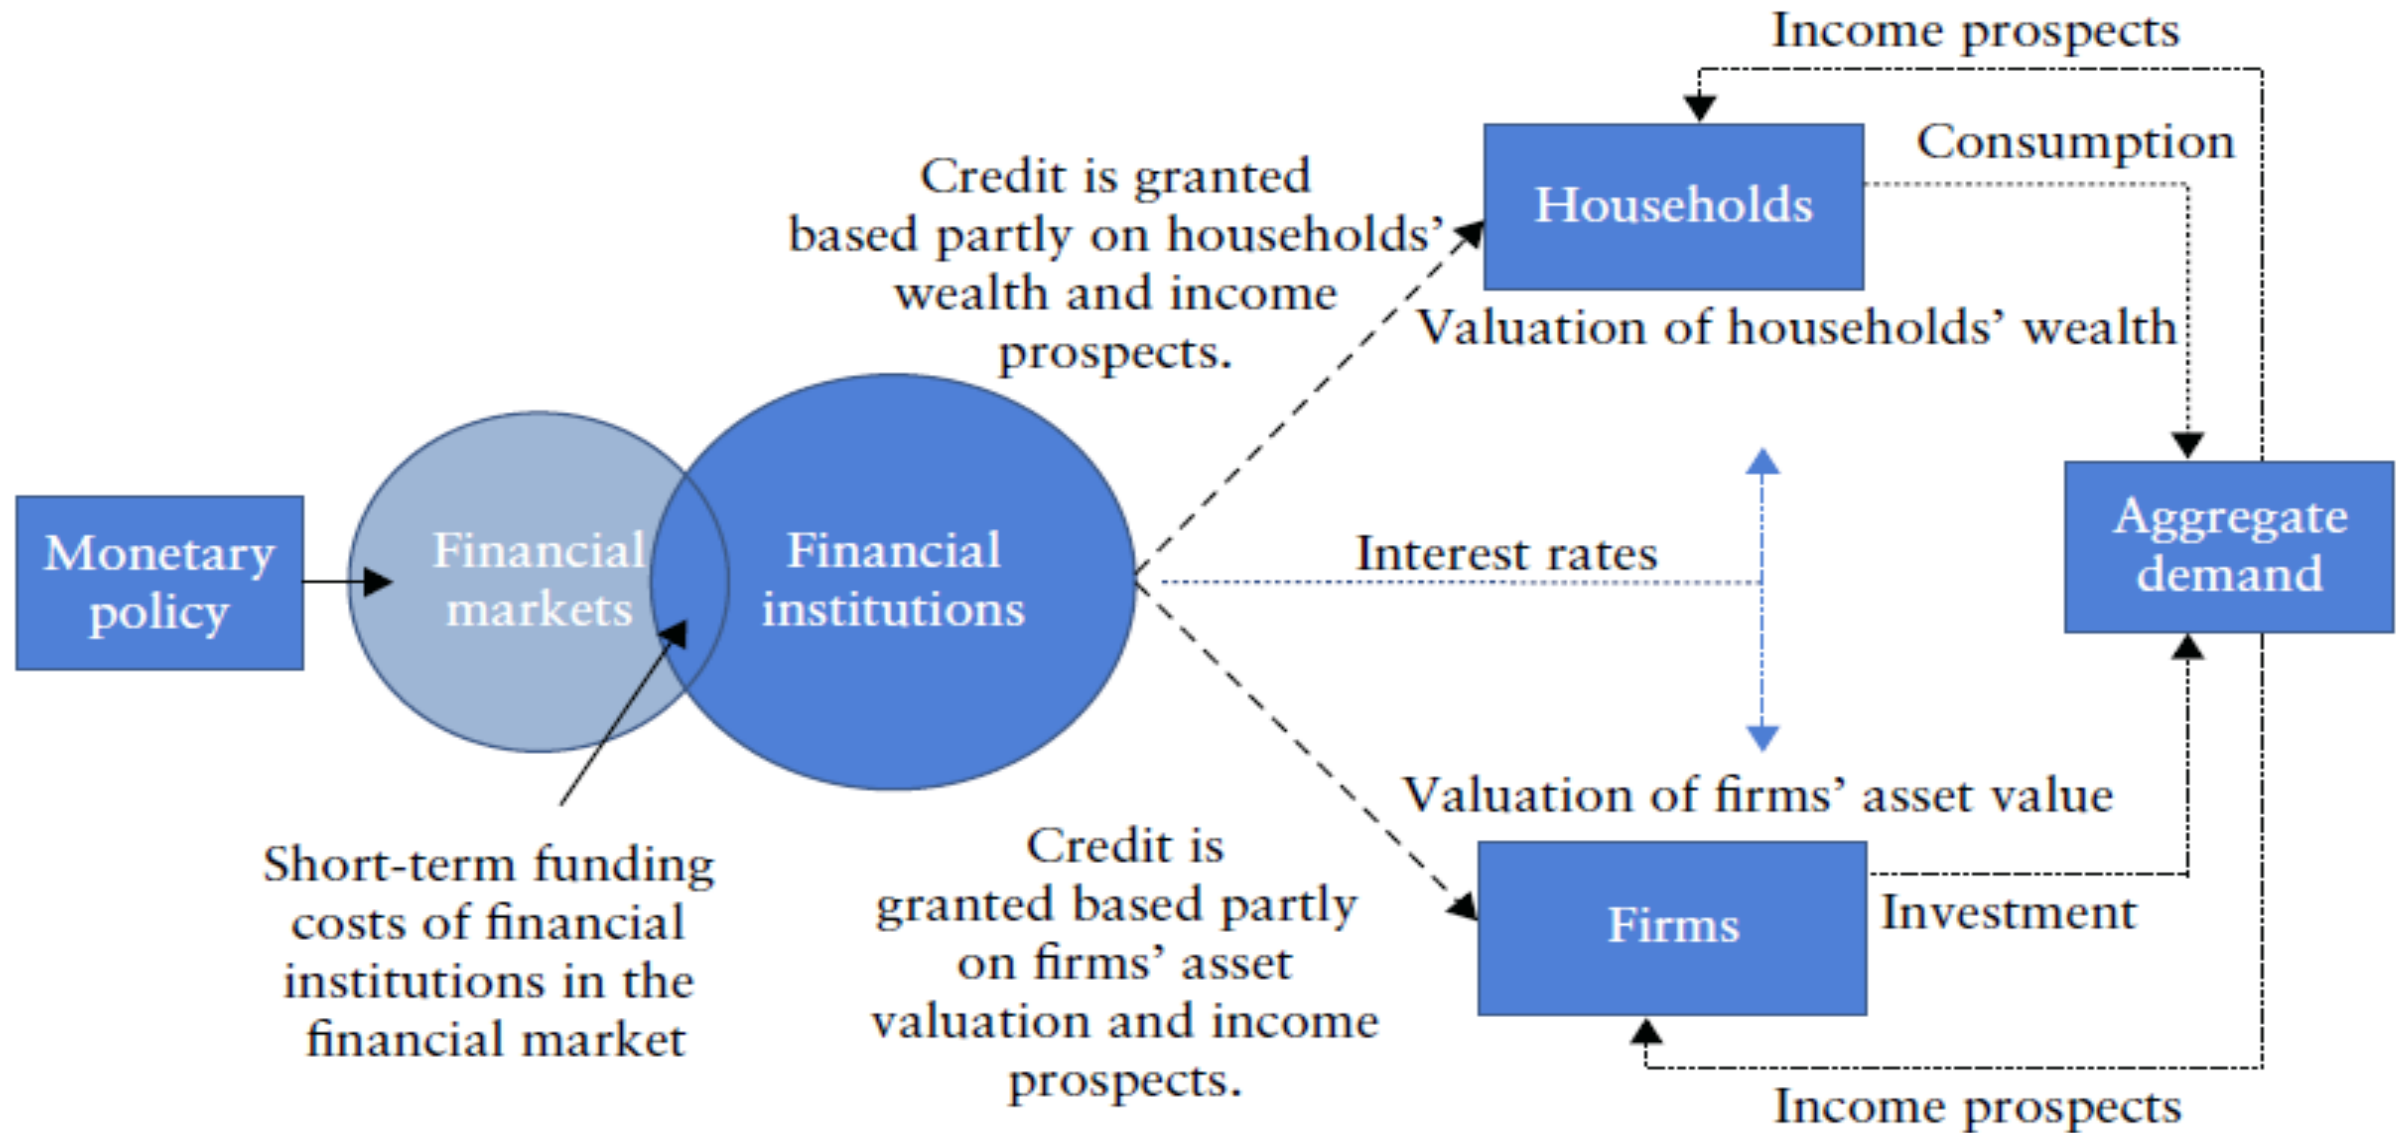 Income prospects
Consumption
Credit is granted
based partly on households’
wealth and income
prospects.
Households
Valuation of households’ wealth
Monetary
policy
Financial
markets
Financial
institutions
Interest rates
Aggregate
demand
Short-term funding
costs of financial
institutions in the
financial market
Credit is
granted based partly
on firms’ asset
valuation and income
prospects.
Valuation of firms’ asset value
Firms
Investment
Income prospects